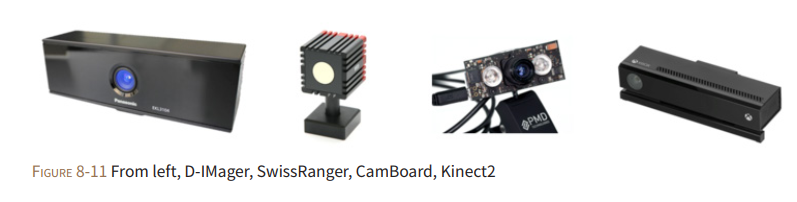 Panasonic
PMD
FIGURE 8-11 From left, D-IMager, SwissRanger, CamBoard, Kinect2